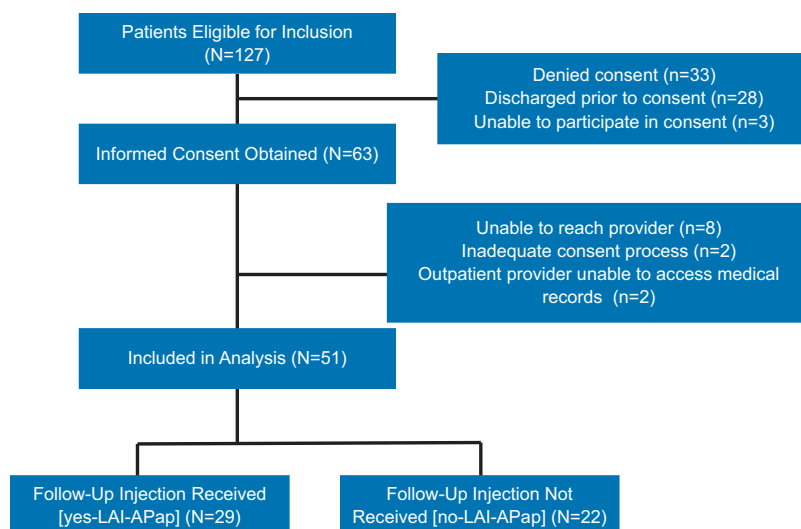 Patients Eligible for Inclusion
(N=127)
Denied consent (n=33)
Discharged prior to consent (n=28)
Unable to participate in consent (n=3)
Informed Consent Obtained (N=63)
Unable to reach provider (n=8)
Inadequate consent process (n=2)
Outpatient provider unable to access medical
records (n=2)
Included in Analysis (N=51)
Follow-Up Injection Received
[yes-LAI-APap] (N=29)
Follow-Up Injection Not
Received [no-LAI-APap] (N=22)